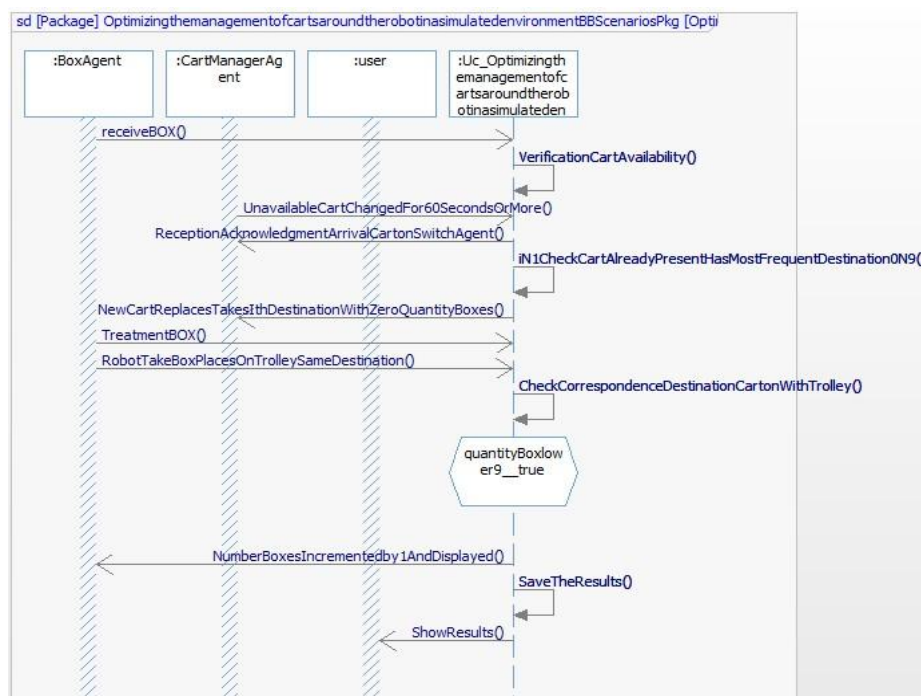 sd [Package] OptimizingthemanagementofcartsaroundtherobotinasimulatedenvironmentBBScenariosPkg [Opti
:BoxAgent
:CartManagerAg
ent
:user
:Uc_Optimizingth
emanagementofc
artsaroundtherob
otinasimulateden
receiveBOX()
VerificationCartAvailability()
UnavailableCartChangedFor60SecondsOrMore()
ReceptionAcknowledgmentArrivalCartonSwitchAgent()
iN1CheckCartAlreadyPresentHasMostFrequentDestination0N9()
NewCartReplacesTakesIthDestinationWithZeroQuantityBoxes()
TreatmentBOX()
RobotTakeBoxPlacesOnTrolleySameDestination()
CheckCorrespondenceDestinationCartonWithTrolley()
quantityBoxlow
er9__true
NumberBoxesIncrementedby1AndDisplayed()
SaveTheResults()
ShowResults()